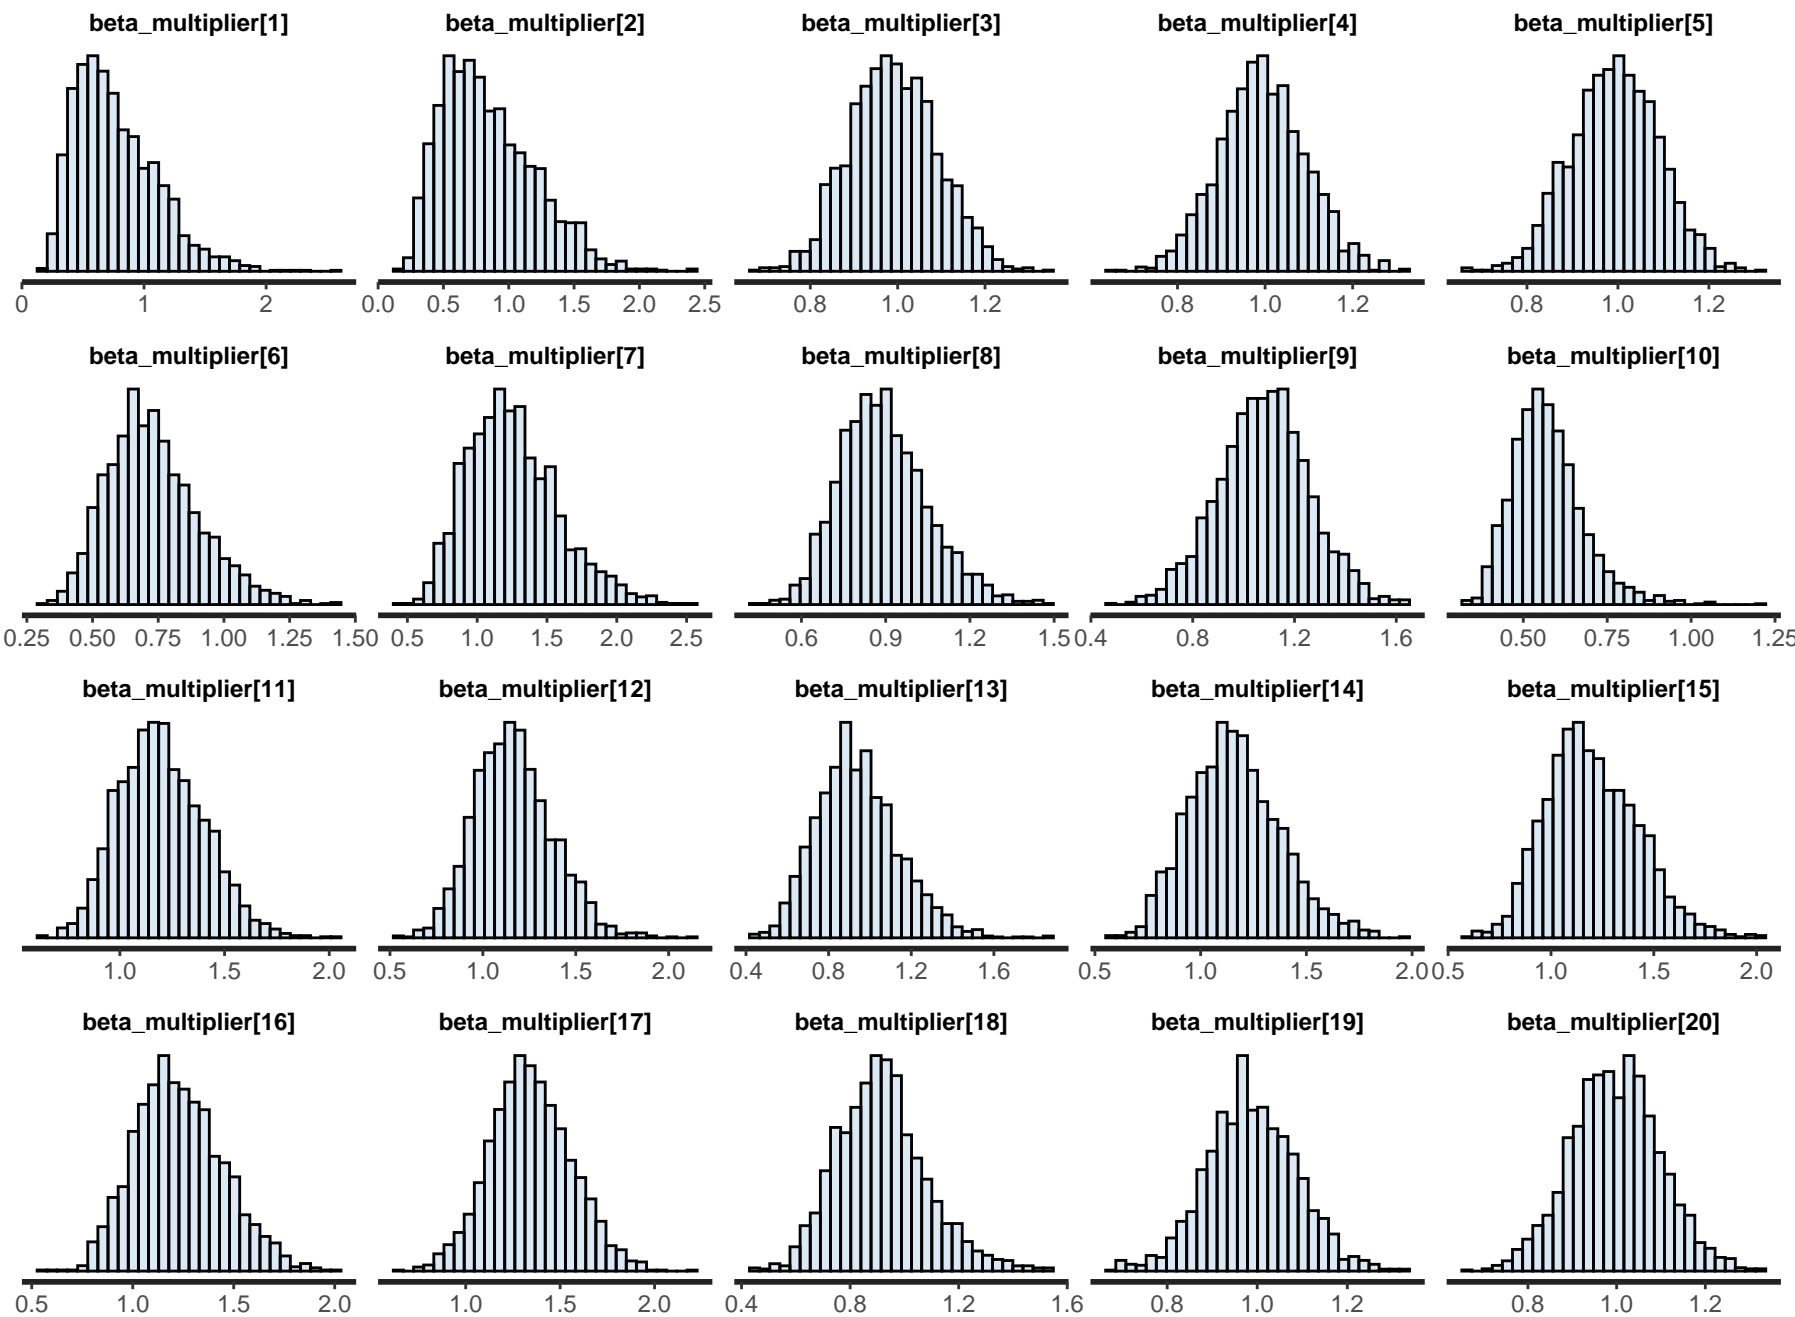 beta_multiplier[1] beta_multiplier[2] beta_multiplier[3] beta_multiplier[4] beta_multiplier[5]
0 1 2 0.0 0.5 1.0 1.5 2.0 2.5 0.8 1.0 1.2 0.8 1.0 1.2 0.8 1.0 1.2
beta_multiplier[6] beta_multiplier[7] beta_multiplier[8] beta_multiplier[9] beta_multiplier[10]
0.25 0.50 0.75 1.00 1.25 1.50 0.5 1.0 1.5 2.0 2.5 0.6 0.9 1.2 1.5 0.4 0.8 1.2 1.6 0.50 0.75 1.00 1.25
beta_multiplier[11] beta_multiplier[12] beta_multiplier[13] beta_multiplier[14] beta_multiplier[15]
1.0 1.5 2.0 0.5 1.0 1.5 2.0 0.4 0.8 1.2 1.6 0.5 1.0 1.5 2.0 0.5 1.0 1.5 2.0
beta_multiplier[16] beta_multiplier[17] beta_multiplier[18] beta_multiplier[19] beta_multiplier[20]
0.5 1.0 1.5 2.0 1.0 1.5 2.0 0.4 0.8 1.2 1.6 0.8 1.0 1.2 0.8 1.0 1.2